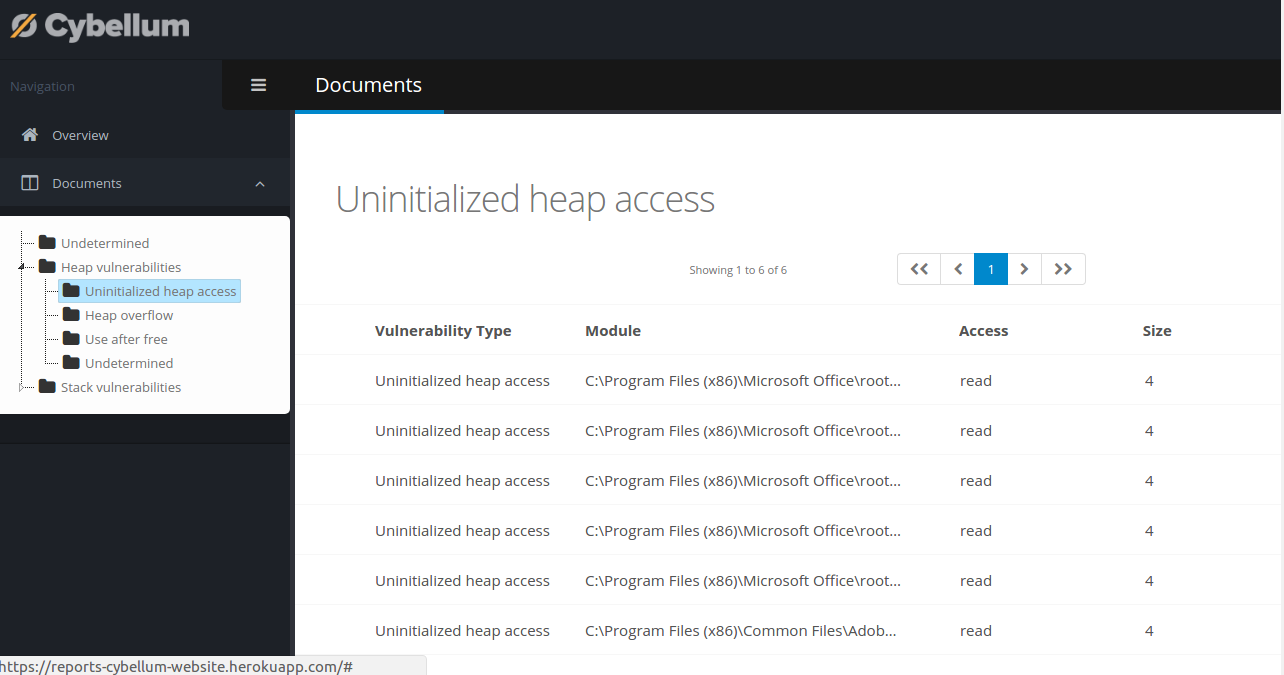 Cybellum
Navigation
Documents
Overview
Documents
Undetermined
Heap vulnerabilities
Uninitialized heap access
Heap overflow
Use after free
Undetermined
Stack vulnerabilities
Uninitialized heap access
Showing 1 to 6 of 6
<< < 1 > >>
Vulnerability Type Module Access Size
Uninitialized heap access C:\Program Files (x86)\Microsoft Office\root... read 4
Uninitialized heap access C:\Program Files (x86)\Microsoft Office\root... read 4
Uninitialized heap access C:\Program Files (x86)\Microsoft Office\root... read 4
Uninitialized heap access C:\Program Files (x86)\Microsoft Office\root... read 4
Uninitialized heap access C:\Program Files (x86)\Microsoft Office\root... read 4
Uninitialized heap access C:\Program Files (x86)\Common Files\Adob... read 4
https://reports-cybellum-website.herokuapp.com/#